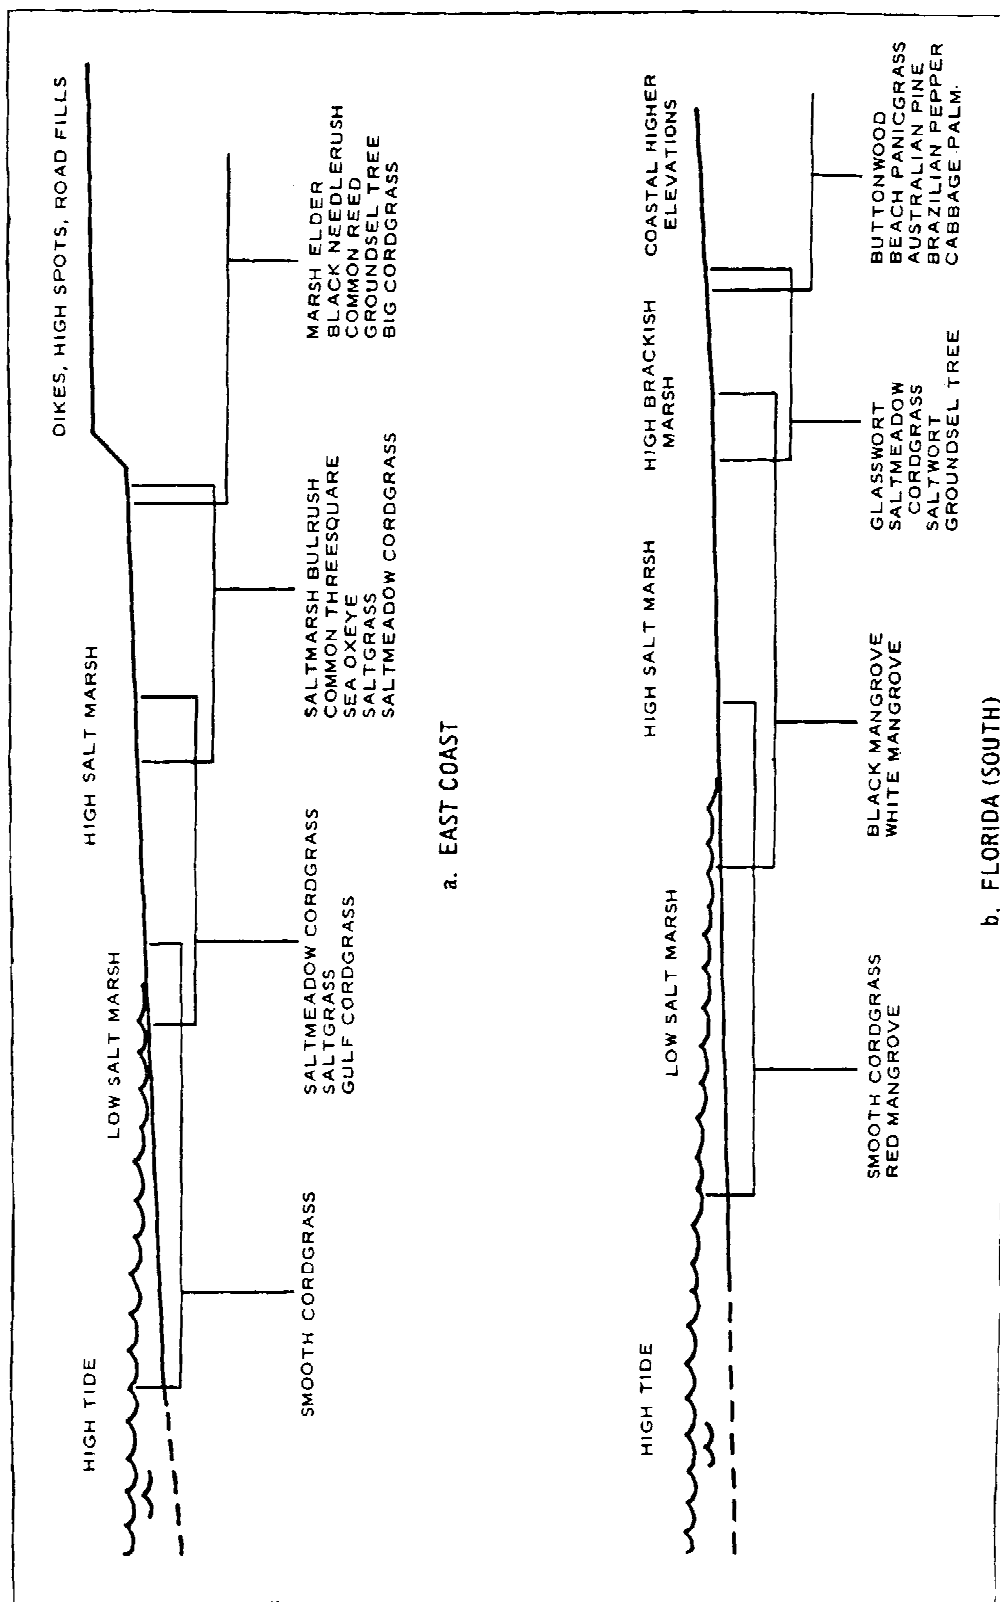 HIGH TIDE
LOW SALT MARSH
HIGH SALT MARSH
OIKES, HIGH SPOTS, ROAD FILLS
SMOOTH CORDGRASS
SALTMEADOW CORDGRASS
SALTGRASS
GULF CORDGRASS
SALTMARSH BULRUSH
COMMON THREESQUARE
SEA OXEYE
SALTGRASS
SALTMEADOW CORDGRASS
MARSH ELDER
BLACK NEEDLERUSH
COMMON REED
GROUNDSEL TREE
BIG CORDGRASS
a. EAST COAST
HIGH TIDE
LOW SALT MARSH
HIGH SALT MARSH
HIGH BRACKISH
MARSH
COASTAL HIGHER
ELEVATIONS
SMOOTH CORDGRASS
RED MANGROVE
BLACK MANGROVE
WHITE MANGROVE
GLASSWORT
SALTMEADOW
CORDGRASS
SALTWORT
GROUNDSEL TREE
BUTTONWOOD
BEACH PANICGRASS
AUSTRALIAN PINE
BRAZILIAN PEPPER
CABBAGE PALM.
b. FLORIDA (SOUTH)